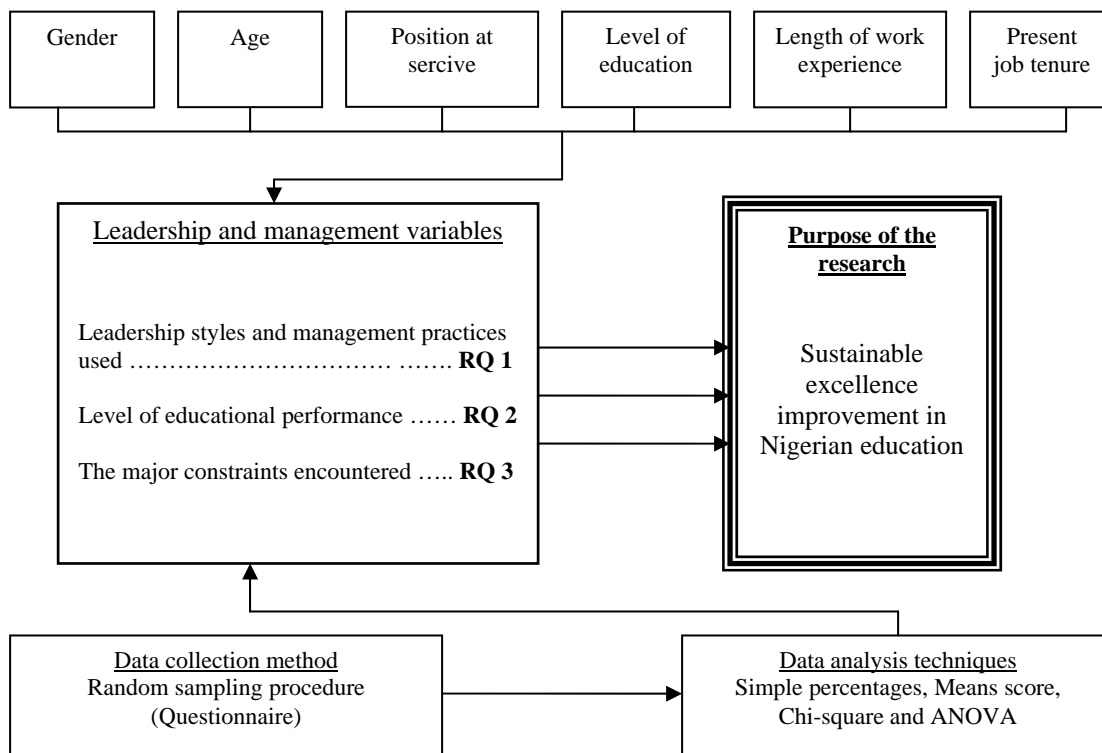 Gender
Age
Position at
sercive
Level of
education
Length of work
experience
Present
job tenure
Leadership and management variables
Leadership styles and management practices
used …………………………… ……. RQ 1
Level of educational performance …… RQ 2
The major constraints encountered ….. RQ 3
Purpose of the
research
Sustainable
excellence
improvement in
Nigerian education
Data collection method
Random sampling procedure
(Questionnaire)
Data analysis techniques
Simple percentages, Means score,
Chi-square and ANOVA